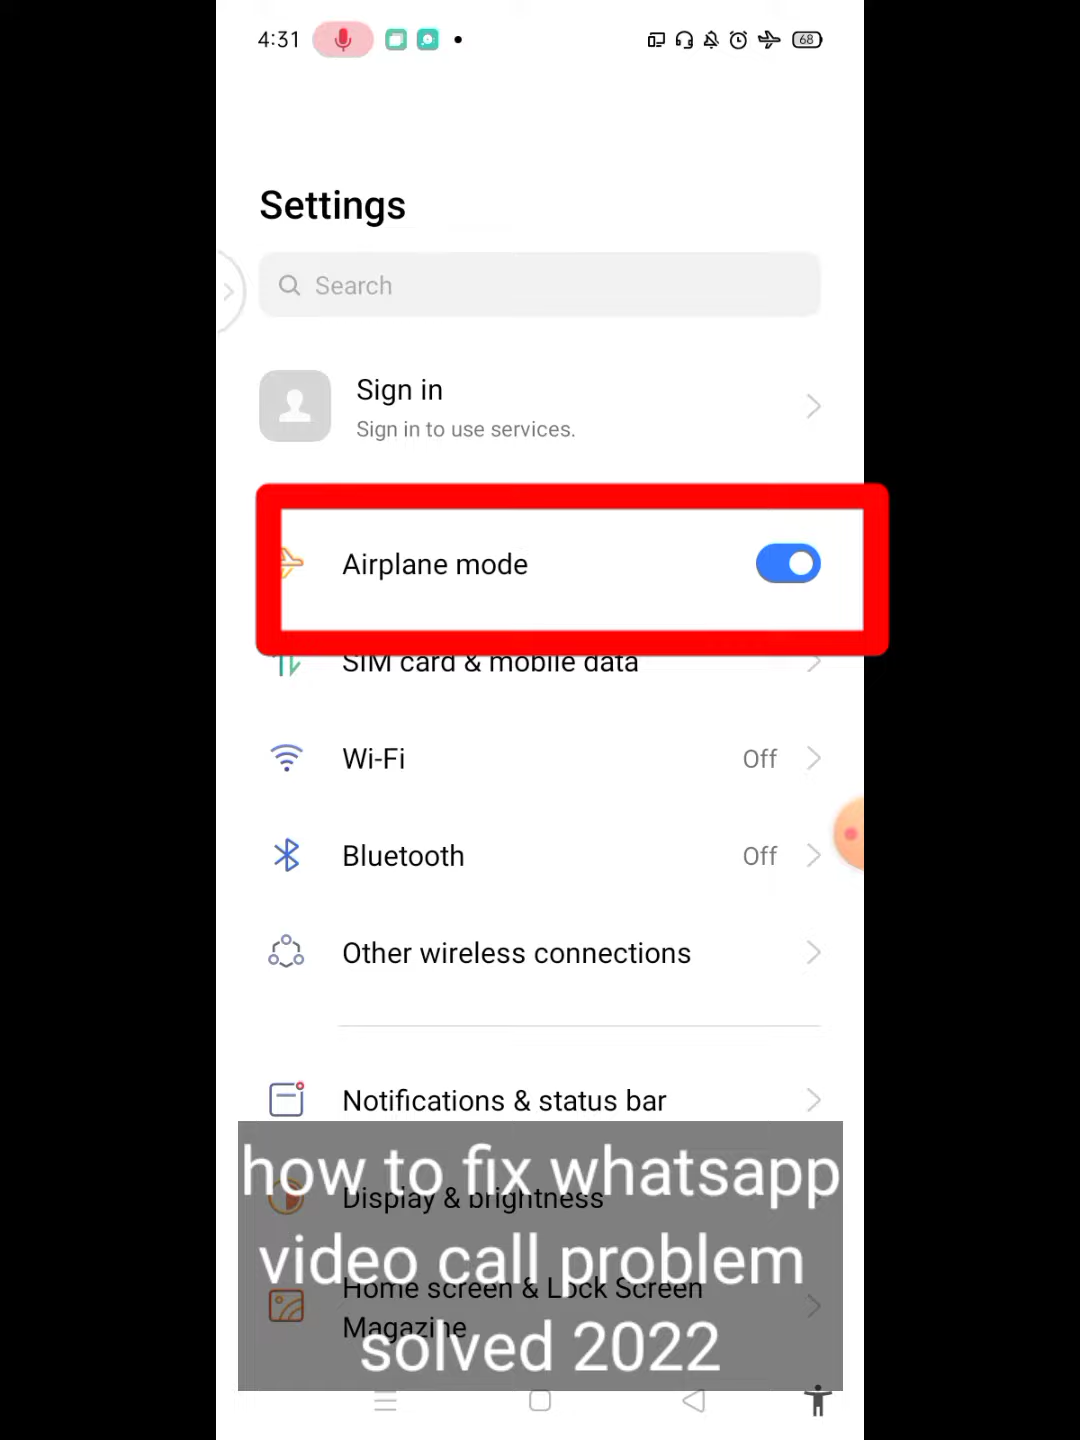 4:31
68
Settings
Search
Sign in
Sign in to use services.
Airplane mode
SIM card & mobile data
Wi-Fi Off
Bluetooth Off
Other wireless connections
Notifications & status bar
how to fix whatsapp
Display & brightness
video call problem
Home screen & Lock Screen
Magazine
solved 2022